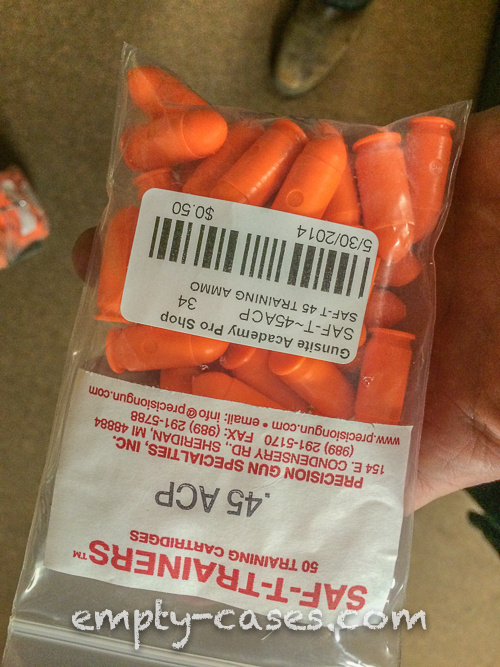 Gunsite Academy Pro Shop
SAF-T~45ACP 34
SAF-T 45 TRAINING AMMO
5/30/2014 $0.50
SAF-T-TRAINERS™
50 TRAINING CARTRIDGES
.45 ACP
PRECISION GUN SPECIALTIES, INC.
154 E. CONDENSERY RD., SHERIDAN, MI 48884
(989) 291-5170 FAX: (989) 291-5788
www.precisiongun.com • email: info@precisiongun.com
empty-cases.com